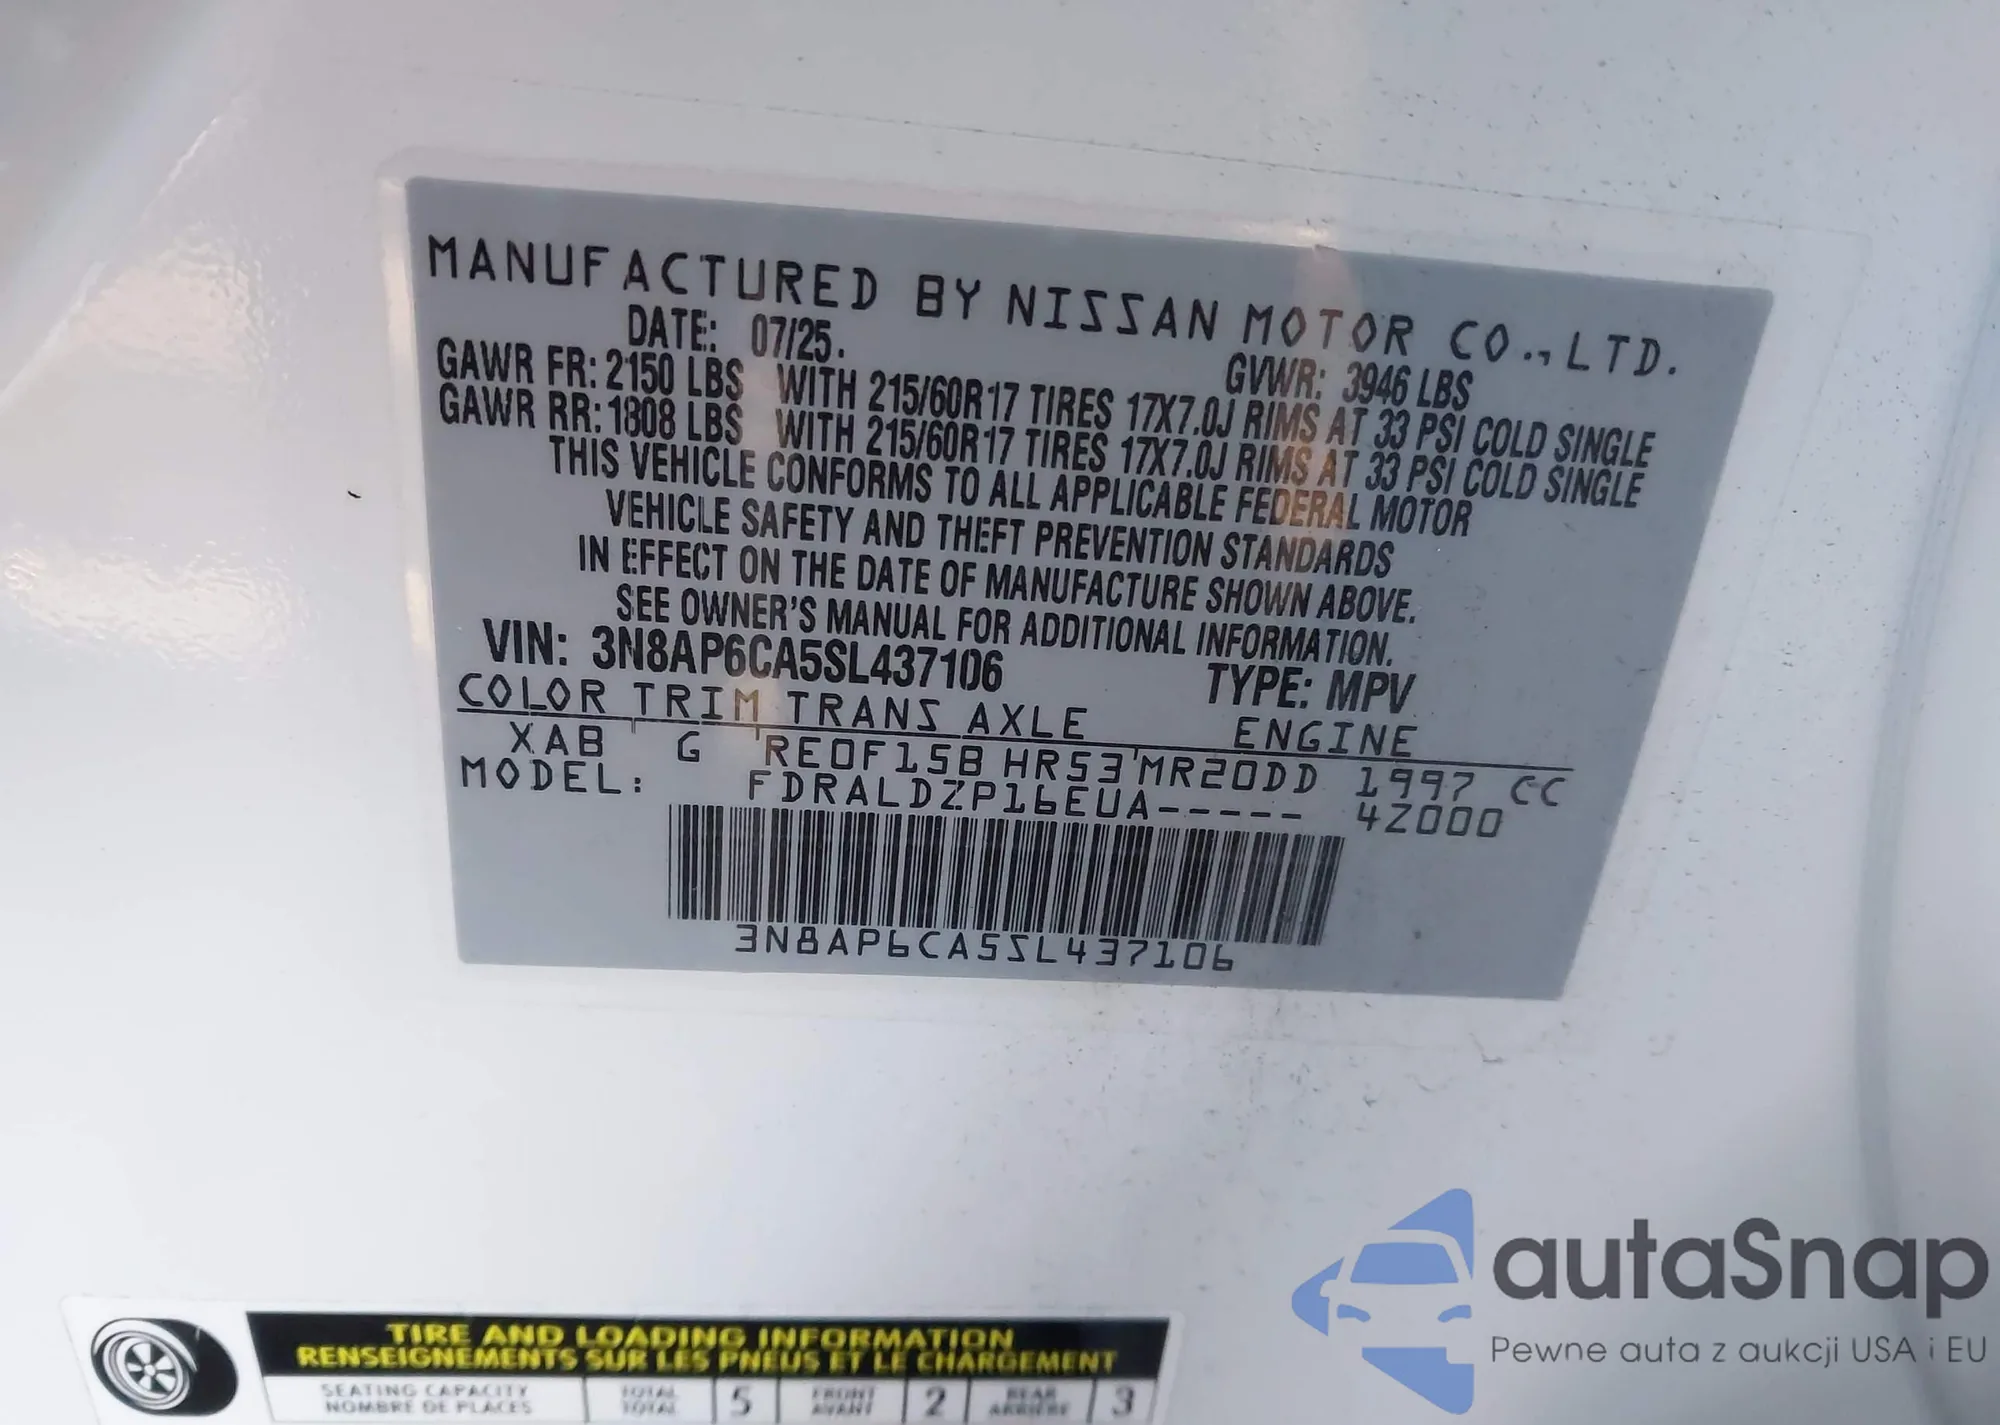 MANUFACTURED BY NISSAN MOTOR CO., LTD.
DATE: 07/25. GVWR: 3946 LBS
GAWR FR: 2150 LBS WITH 215/60R17 TIRES 17X7.0J RIMS AT 33 PSI COLD SINGLE
GAWR RR: 1808 LBS WITH 215/60R17 TIRES 17X7.0J RIMS AT 33 PSI COLD SINGLE
THIS VEHICLE CONFORMS TO ALL APPLICABLE FEDERAL MOTOR
VEHICLE SAFETY AND THEFT PREVENTION STANDARDS
IN EFFECT ON THE DATE OF MANUFACTURE SHOWN ABOVE.
SEE OWNER'S MANUAL FOR ADDITIONAL INFORMATION.
VIN: 3N8AP6CA5SL437106 TYPE: MPV
COLOR TRIM TRANS AXLE ENGINE
XAB G RE0F15B HR53 MR20DD 1997 CC
MODEL: FDRALDZP16EUA----- 4Z000
3N8AP6CA5SL437106
TIRE AND LOADING INFORMATION
RENSEIGNEMENTS SUR LES PNEUS ET LE CHARGEMENT
SEATING CAPACITY TOTAL 5 FRONT 2 REAR 3
NOMBRE DE PLACES TOTAL AVANT ARRIÈRE
autaSnap
Pewne auta z aukcji USA i EU